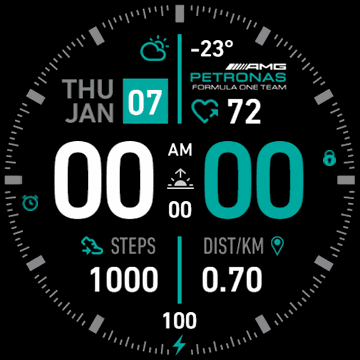 -23°
AMG
PETRONAS
FORMULA ONE TEAM
THU
JAN
07
72
00
AM
00
00
STEPS
DIST/KM
1000
0.70
100